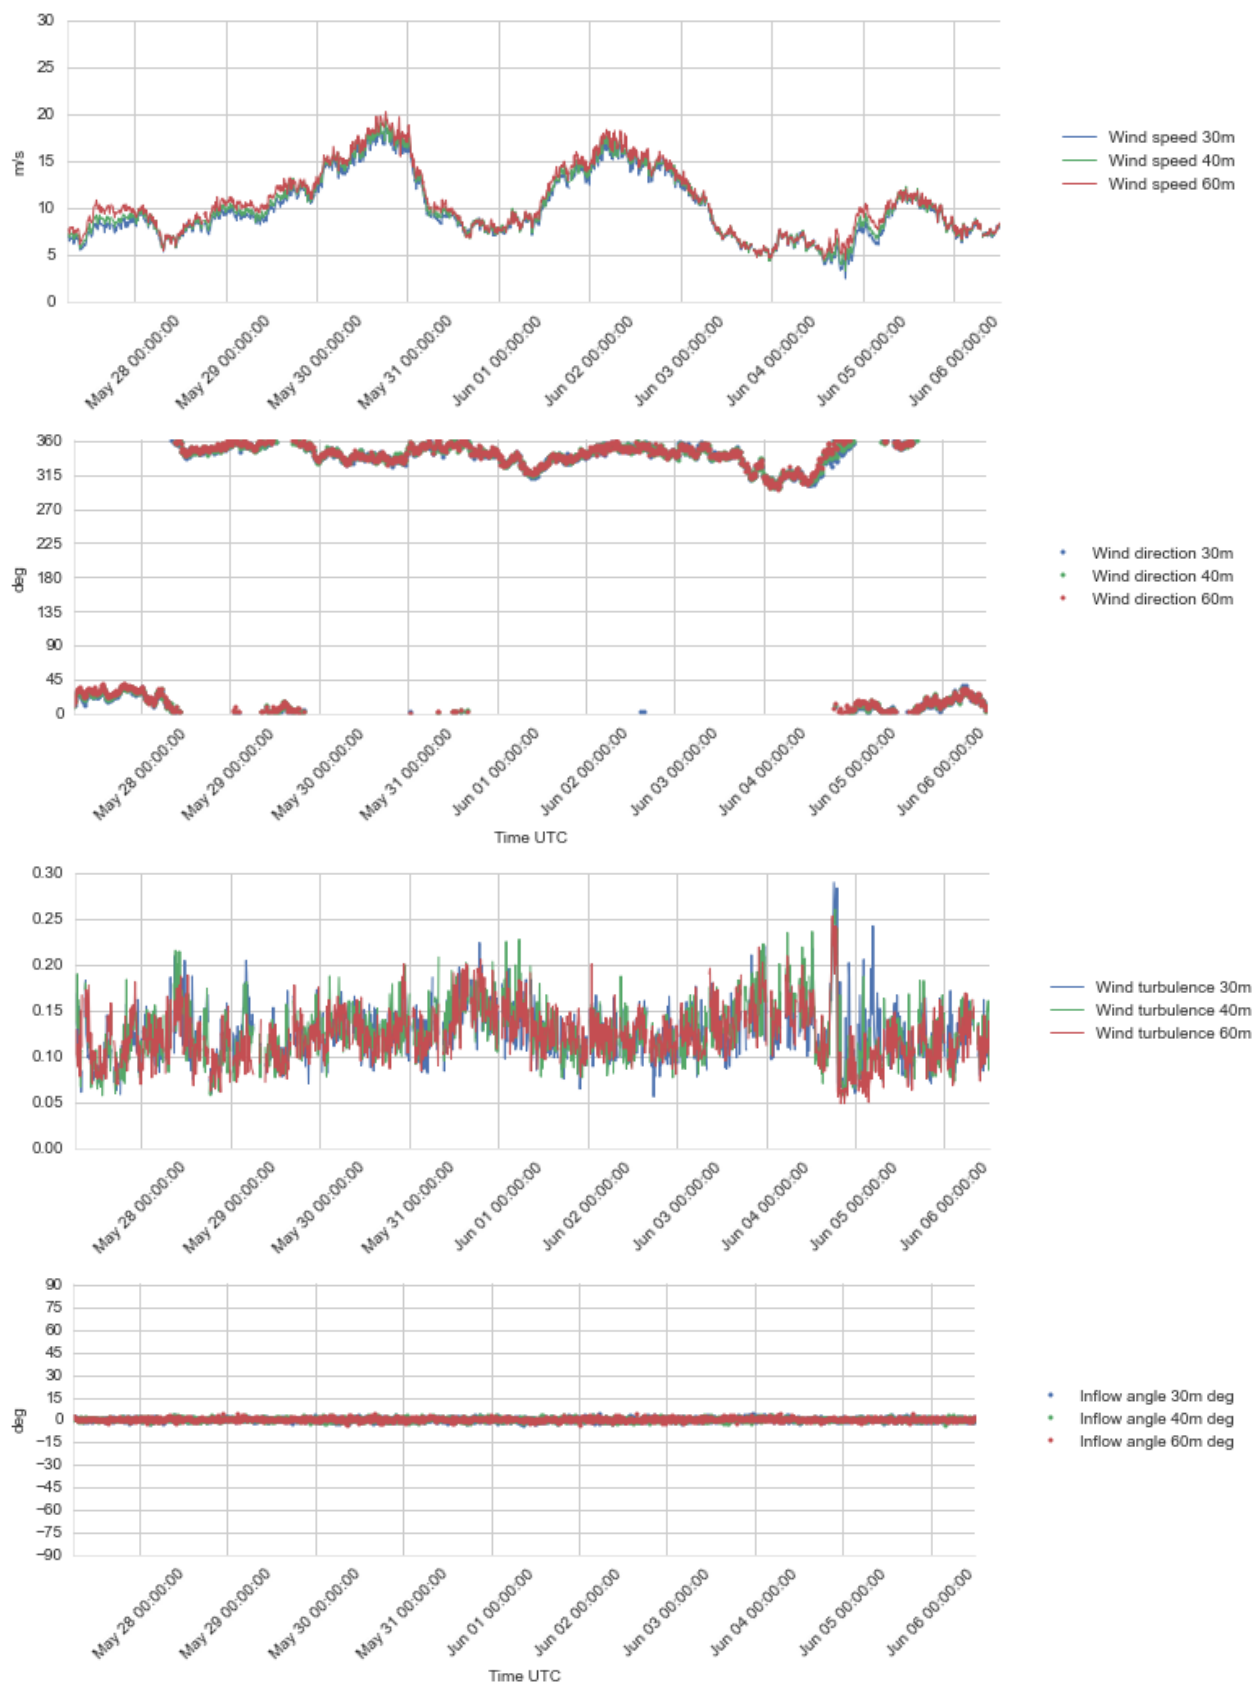 30
25
20
15
10
5
0
m/s
May 28 00:00:00
May 29 00:00:00
May 30 00:00:00
May 31 00:00:00
Jun 01 00:00:00
Jun 02 00:00:00
Jun 03 00:00:00
Jun 04 00:00:00
Jun 05 00:00:00
Jun 06 00:00:00
Wind speed 30m
Wind speed 40m
Wind speed 60m
360
315
270
225
180
135
90
45
0
deg
May 28 00:00:00
May 29 00:00:00
May 30 00:00:00
May 31 00:00:00
Jun 01 00:00:00
Jun 02 00:00:00
Jun 03 00:00:00
Jun 04 00:00:00
Jun 05 00:00:00
Jun 06 00:00:00
Time UTC
Wind direction 30m
Wind direction 40m
Wind direction 60m
0.30
0.25
0.20
0.15
0.10
0.05
0.00
May 28 00:00:00
May 29 00:00:00
May 30 00:00:00
May 31 00:00:00
Jun 01 00:00:00
Jun 02 00:00:00
Jun 03 00:00:00
Jun 04 00:00:00
Jun 05 00:00:00
Jun 06 00:00:00
Wind turbulence 30m
Wind turbulence 40m
Wind turbulence 60m
90
75
60
45
30
15
0
−15
−30
−45
−60
−75
−90
deg
May 28 00:00:00
May 29 00:00:00
May 30 00:00:00
May 31 00:00:00
Jun 01 00:00:00
Jun 02 00:00:00
Jun 03 00:00:00
Jun 04 00:00:00
Jun 05 00:00:00
Jun 06 00:00:00
Time UTC
Inflow angle 30m deg
Inflow angle 40m deg
Inflow angle 60m deg